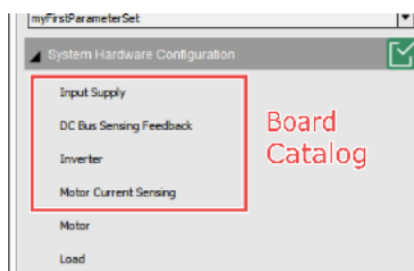 myFirstParameterSet
System Hardware Configuration
Input Supply
DC Bus Sensing Feedback
Inverter
Motor Current Sensing
Board
Catalog
Motor
Load